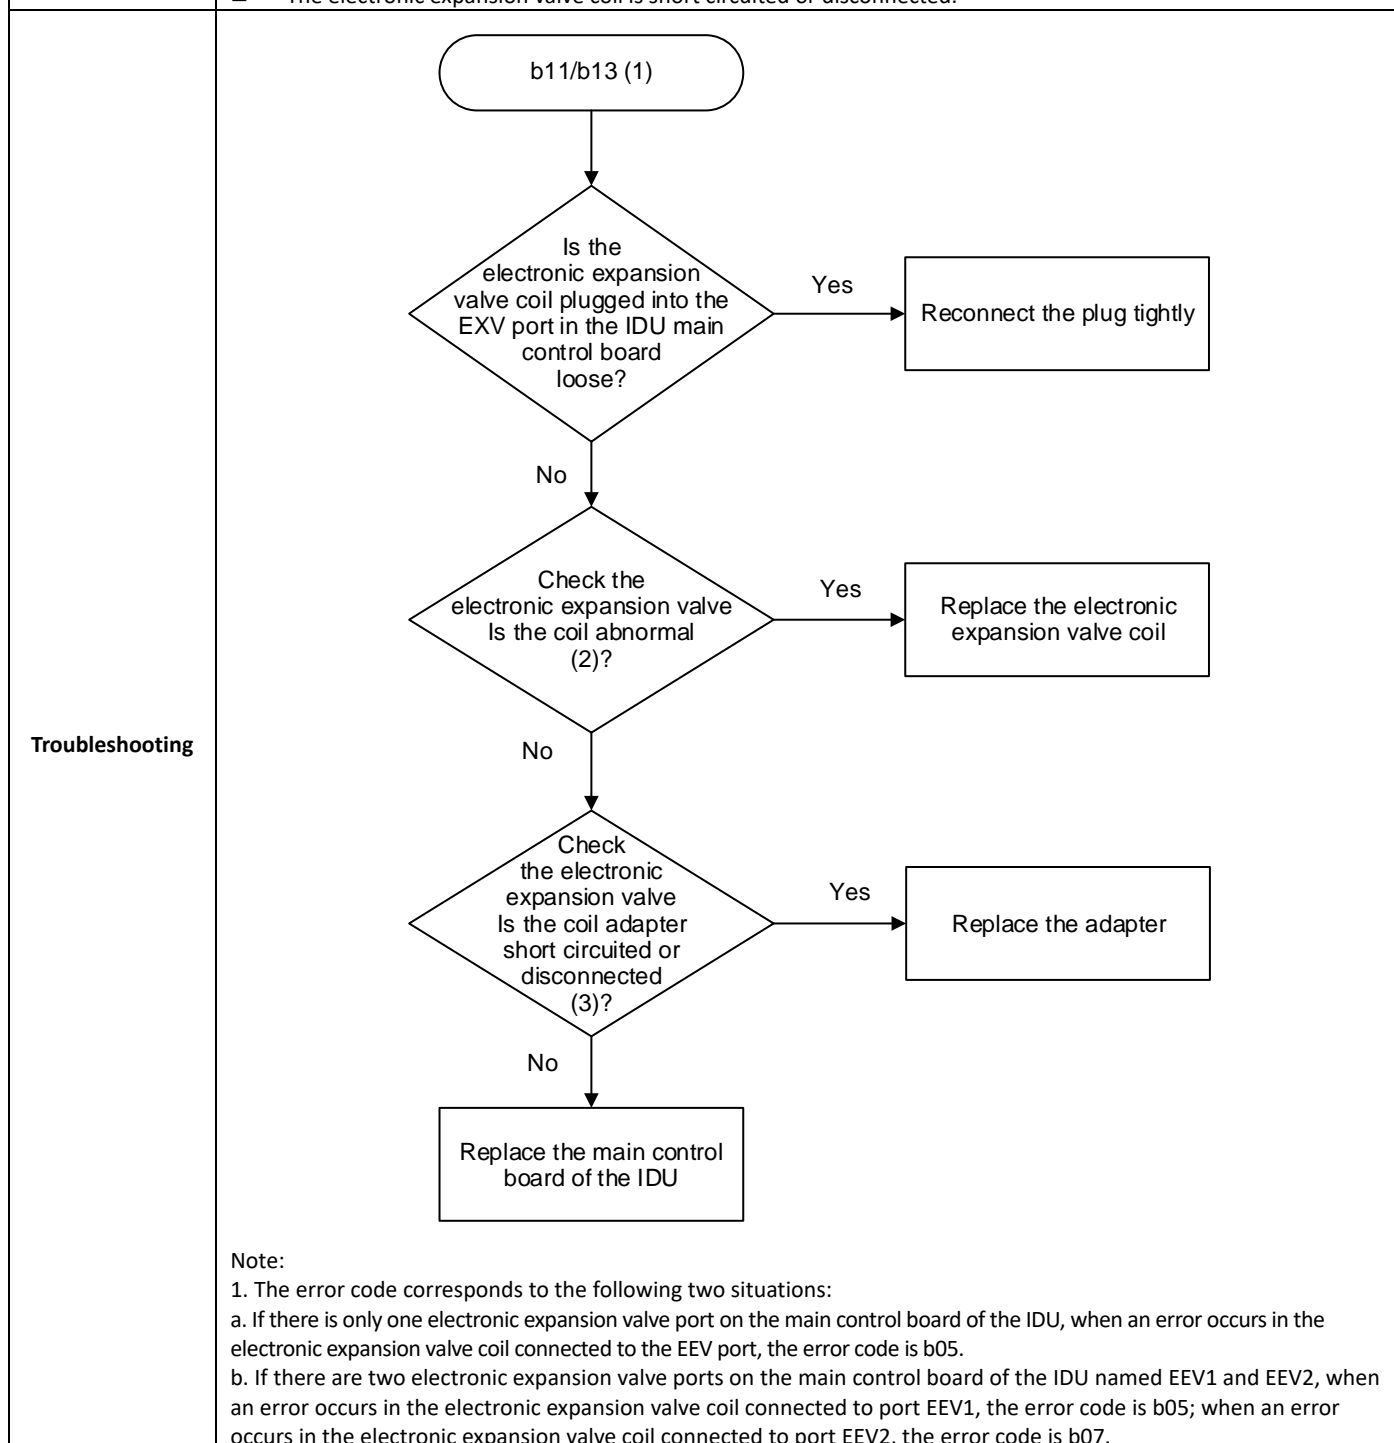 The electronic expansion valve coil is short circuited or disconnected.
b11/b13 (1)
Is the
electronic expansion
valve coil plugged into the
EXV port in the IDU main
control board
loose?
Yes
Reconnect the plug tightly
No
Check the
electronic expansion valve
Is the coil abnormal
(2)?
Yes
Replace the electronic
expansion valve coil
No
Troubleshooting
Check
the electronic
expansion valve
Is the coil adapter
short circuited or
disconnected
(3)?
Yes
Replace the adapter
No
Replace the main control
board of the IDU
Note:
1. The error code corresponds to the following two situations:
a. If there is only one electronic expansion valve port on the main control board of the IDU, when an error occurs in the
electronic expansion valve coil connected to the EEV port, the error code is b05.
b. If there are two electronic expansion valve ports on the main control board of the IDU named EEV1 and EEV2, when
an error occurs in the electronic expansion valve coil connected to port EEV1, the error code is b05; when an error
occurs in the electronic expansion valve coil connected to port EEV2, the error code is b07.